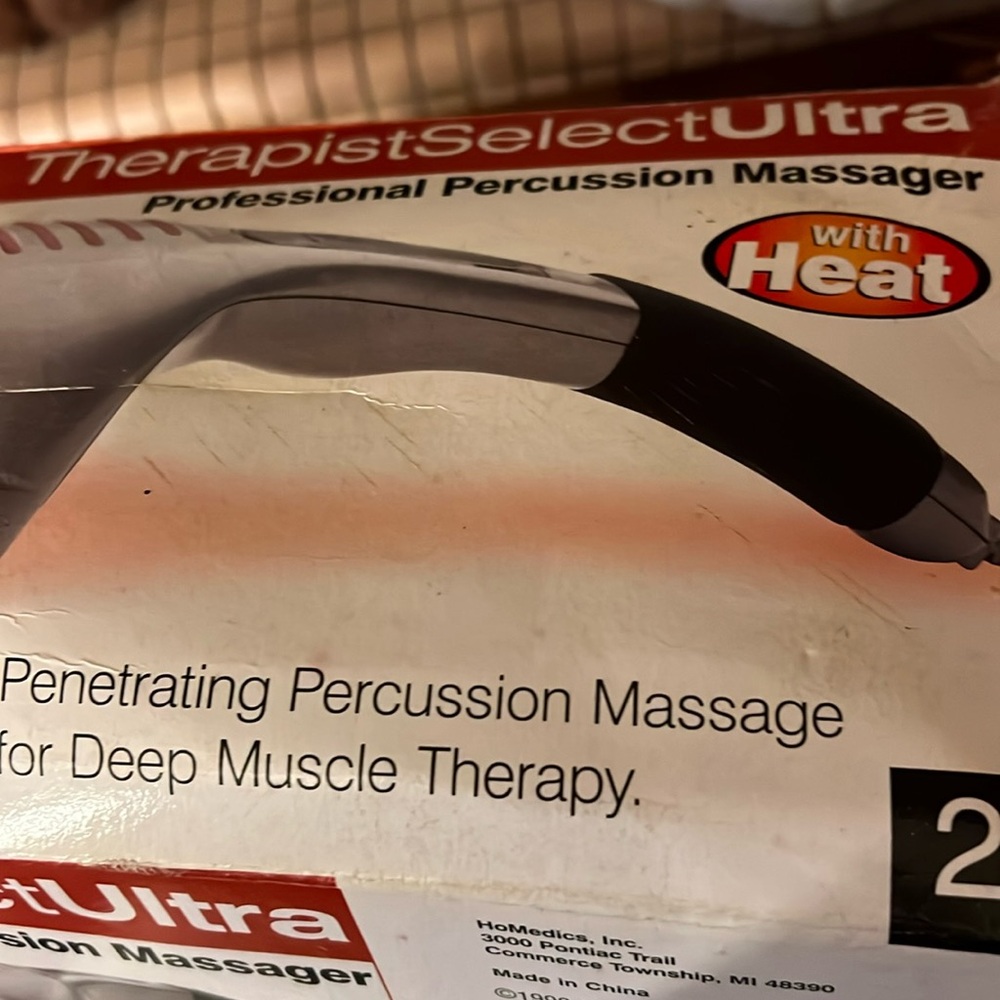 TherapistSelectUltra
Professional Percussion Massager
with
Heat
Penetrating Percussion Massage
for Deep Muscle Therapy.
2
ctUltra
sion Massager
HoMedics, Inc.
3000 Pontiac Trail
Commerce Township, MI 48390
Made in China